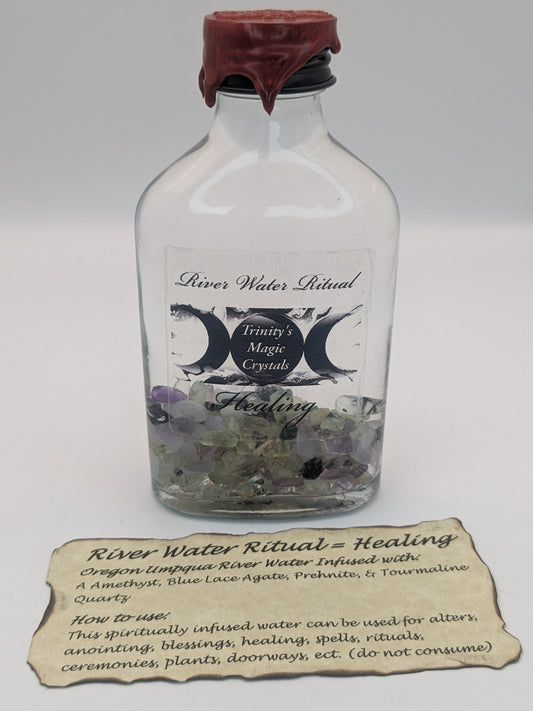 River Water Ritual
Trinity's
Magic
Crystals
Healing
River Water Ritual = Healing
Oregon Umpqua River Water Infused with:
A Amethyst, Blue Lace Agate, Prehnite, & Tourmaline
Quartz
How to use:
This spiritually infused water can be used for alters,
anointing, blessings, healing, spells, rituals,
ceremonies, plants, doorways, ect. (do not consume)